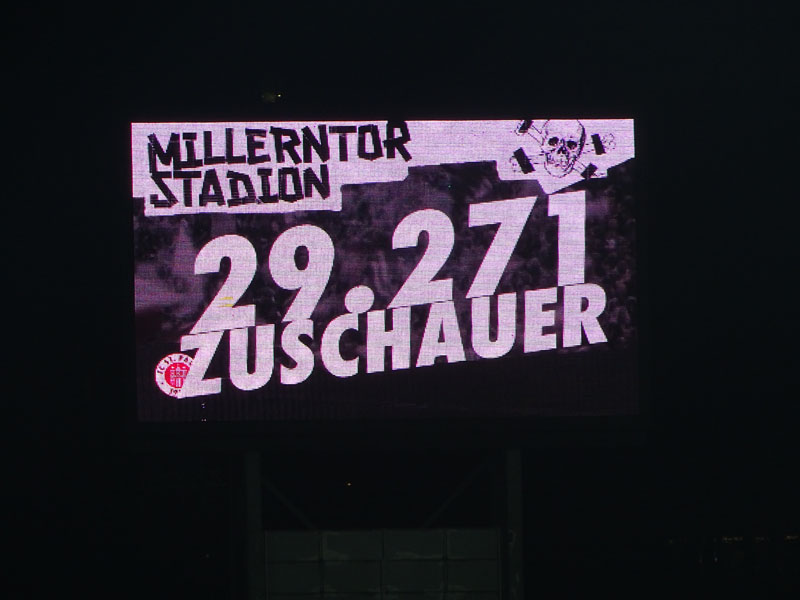 MILLERNTOR
STADION
29.271
ZUSCHAUER